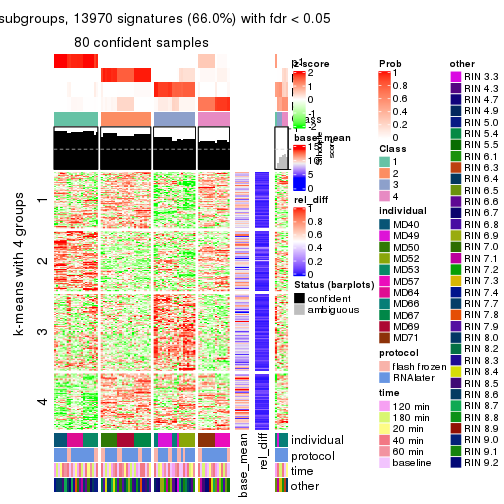 subgroups, 13970 signatures (66.0%) with fdr < 0.05
80 confident samples
z-score
2
1
0
-1
-2
base_mean
15
10
5
0
rel_diff
1
0.8
0.6
0.4
0.2
0
Status (barplots)
confident
ambiguous
Prob
1
0.8
0.6
0.4
0.2
0
Class
1
2
3
4
individual
MD40
MD49
MD50
MD52
MD53
MD57
MD64
MD66
MD67
MD69
MD71
protocol
flash frozen
RNAlater
time
120 min
180 min
20 min
40 min
60 min
baseline
other
RIN 3.3
RIN 4.3
RIN 4.7
RIN 4.9
RIN 5.0
RIN 5.4
RIN 5.5
RIN 6.1
RIN 6.3
RIN 6.4
RIN 6.5
RIN 6.6
RIN 6.7
RIN 6.8
RIN 6.9
RIN 7.0
RIN 7.1
RIN 7.2
RIN 7.3
RIN 7.4
RIN 7.7
RIN 7.8
RIN 7.9
RIN 8.0
RIN 8.2
RIN 8.3
RIN 8.4
RIN 8.5
RIN 8.6
RIN 8.7
RIN 8.8
RIN 8.9
RIN 9.0
RIN 9.1
RIN 9.2
k-means with 4 groups
1
2
3
4
base_mean
rel_diff
individual
protocol
time
other